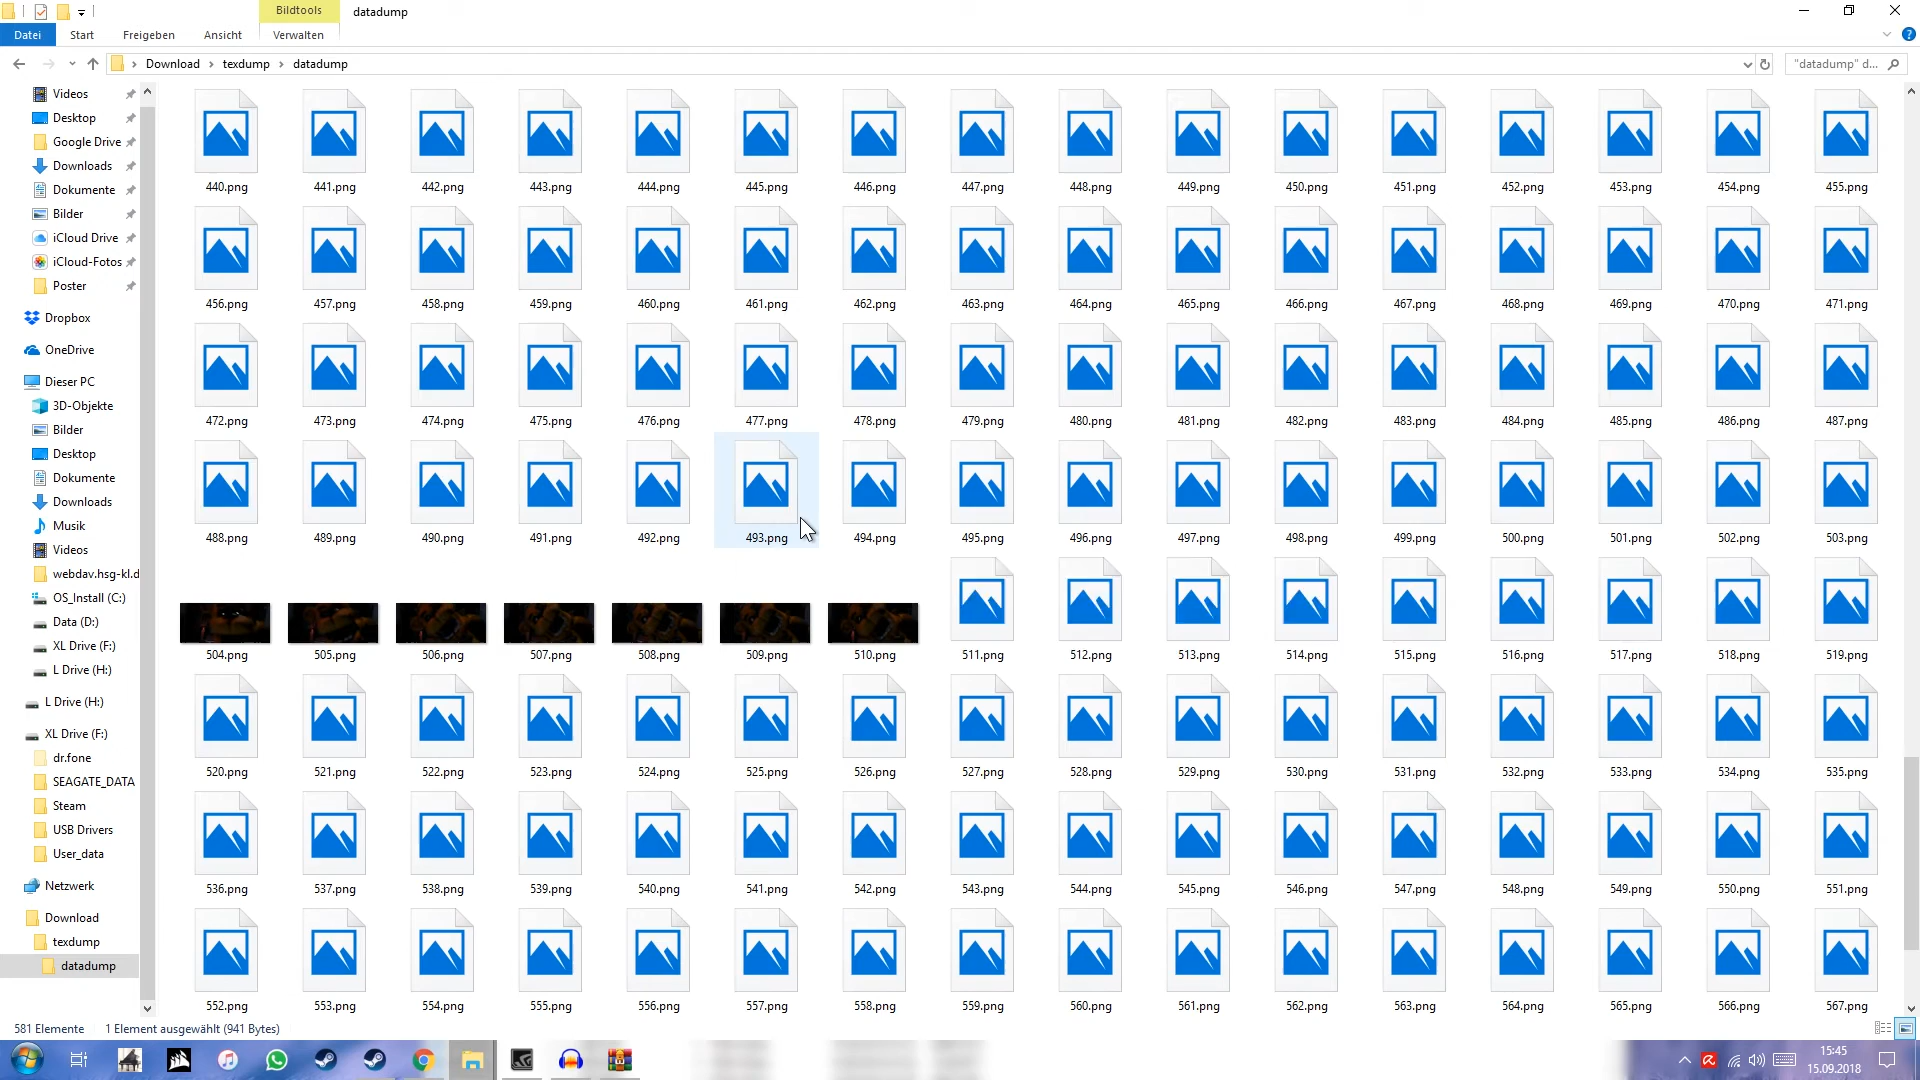 Bildtools datadump
Datei Start Freigeben Ansicht Verwalten
Download texdump datadump "datadump" d...
Videos
Desktop
Google Drive
Downloads
Dokumente
Bilder
iCloud Drive
iCloud-Fotos
Poster
Dropbox
OneDrive
Dieser PC
3D-Objekte
Bilder
Desktop
Dokumente
Downloads
Musik
Videos
webdav.hsg-kl.d
OS_Install (C:)
Data (D:)
XL Drive (F:)
L Drive (H:)
L Drive (H:)
XL Drive (F:)
dr.fone
SEAGATE_DATA
Steam
USB Drivers
User_data
Netzwerk
Download
texdump
datadump
440.png 441.png 442.png 443.png 444.png 445.png 446.png 447.png 448.png 449.png 450.png 451.png 452.png 453.png 454.png 455.png
456.png 457.png 458.png 459.png 460.png 461.png 462.png 463.png 464.png 465.png 466.png 467.png 468.png 469.png 470.png 471.png
472.png 473.png 474.png 475.png 476.png 477.png 478.png 479.png 480.png 481.png 482.png 483.png 484.png 485.png 486.png 487.png
488.png 489.png 490.png 491.png 492.png 493.png 494.png 495.png 496.png 497.png 498.png 499.png 500.png 501.png 502.png 503.png
504.png 505.png 506.png 507.png 508.png 509.png 510.png 511.png 512.png 513.png 514.png 515.png 516.png 517.png 518.png 519.png
520.png 521.png 522.png 523.png 524.png 525.png 526.png 527.png 528.png 529.png 530.png 531.png 532.png 533.png 534.png 535.png
536.png 537.png 538.png 539.png 540.png 541.png 542.png 543.png 544.png 545.png 546.png 547.png 548.png 549.png 550.png 551.png
552.png 553.png 554.png 555.png 556.png 557.png 558.png 559.png 560.png 561.png 562.png 563.png 564.png 565.png 566.png 567.png
581 Elemente 1 Element ausgewählt (941 Bytes)
15:45
15.09.2018